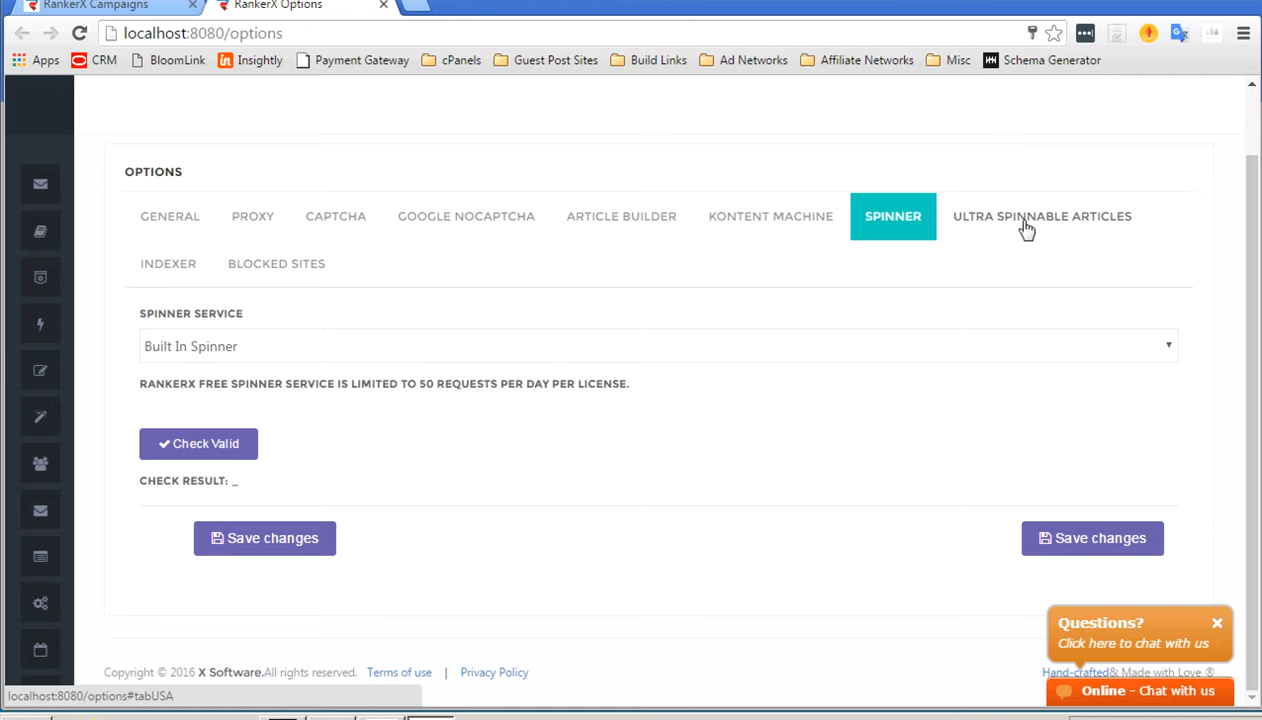 RankerX Campaigns
RankerX Options
localhost:8080/options
Apps
CRM
BloomLink
in Insightly
Payment Gateway
cPanels
Guest Post Sites
Build Links
Ad Networks
Affiliate Networks
Misc
Schema Generator
OPTIONS
GENERAL
PROXY
CAPTCHA
GOOGLE NOCAPTCHA
ARTICLE BUILDER
KONTENT MACHINE
SPINNER
ULTRA SPINNABLE ARTICLES
INDEXER
BLOCKED SITES
SPINNER SERVICE
Built In Spinner
RANKERX FREE SPINNER SERVICE IS LIMITED TO 50 REQUESTS PER DAY PER LICENSE.
Check Valid
CHECK RESULT: _
Save changes
Save changes
Questions?
Click here to chat with us
Copyright © 2016 X Software.All rights reserved.
Terms of use
|
Privacy Policy
Hand-crafted& Made with Love ®
Online - Chat with us
localhost:8080/options#tabUSA